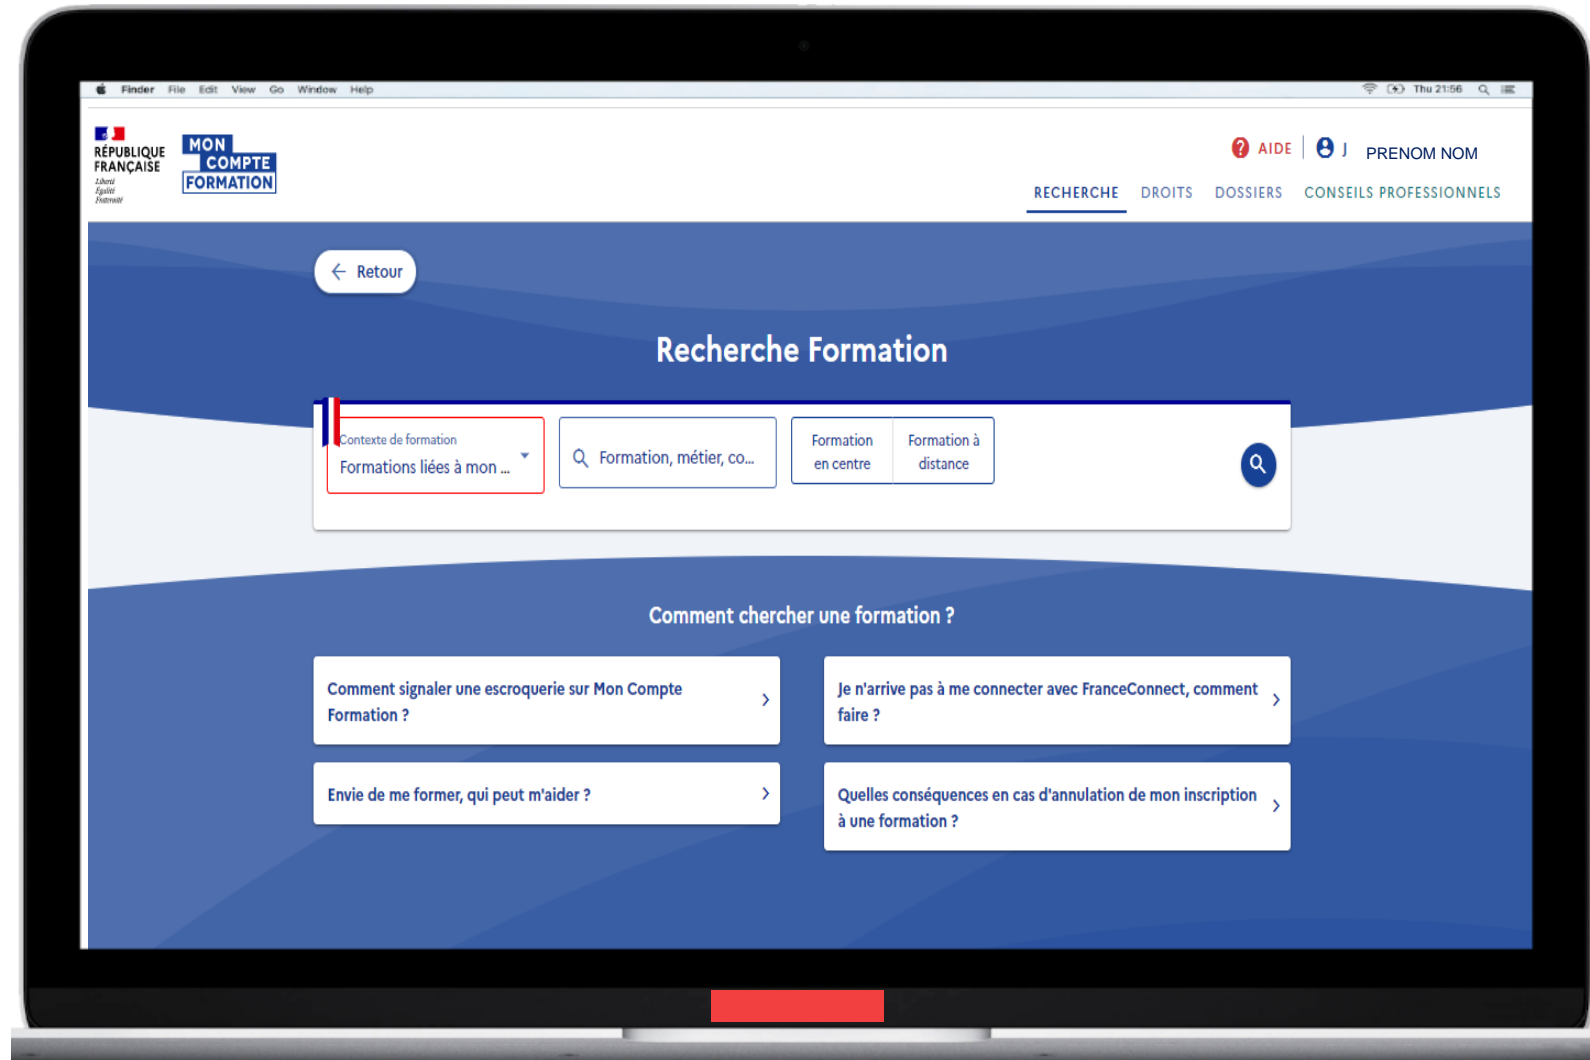 Finder File Edit View Go Window Help
Thu 21:56
RÉPUBLIQUE
FRANÇAISE
Liberté
Égalité
Fraternité
MON
COMPTE
FORMATION
? AIDE
J PRENOM NOM
RECHERCHE DROITS DOSSIERS CONSEILS PROFESSIONNELS
← Retour
Recherche Formation
Contexte de formation
Formations liées à mon ...
Formation, métier, co...
Formation
en centre
Formation à
distance
Comment chercher une formation ?
Comment signaler une escroquerie sur Mon Compte
Formation ?
Je n'arrive pas à me connecter avec FranceConnect, comment
faire ?
Envie de me former, qui peut m'aider ?
Quelles conséquences en cas d'annulation de mon inscription
à une formation ?